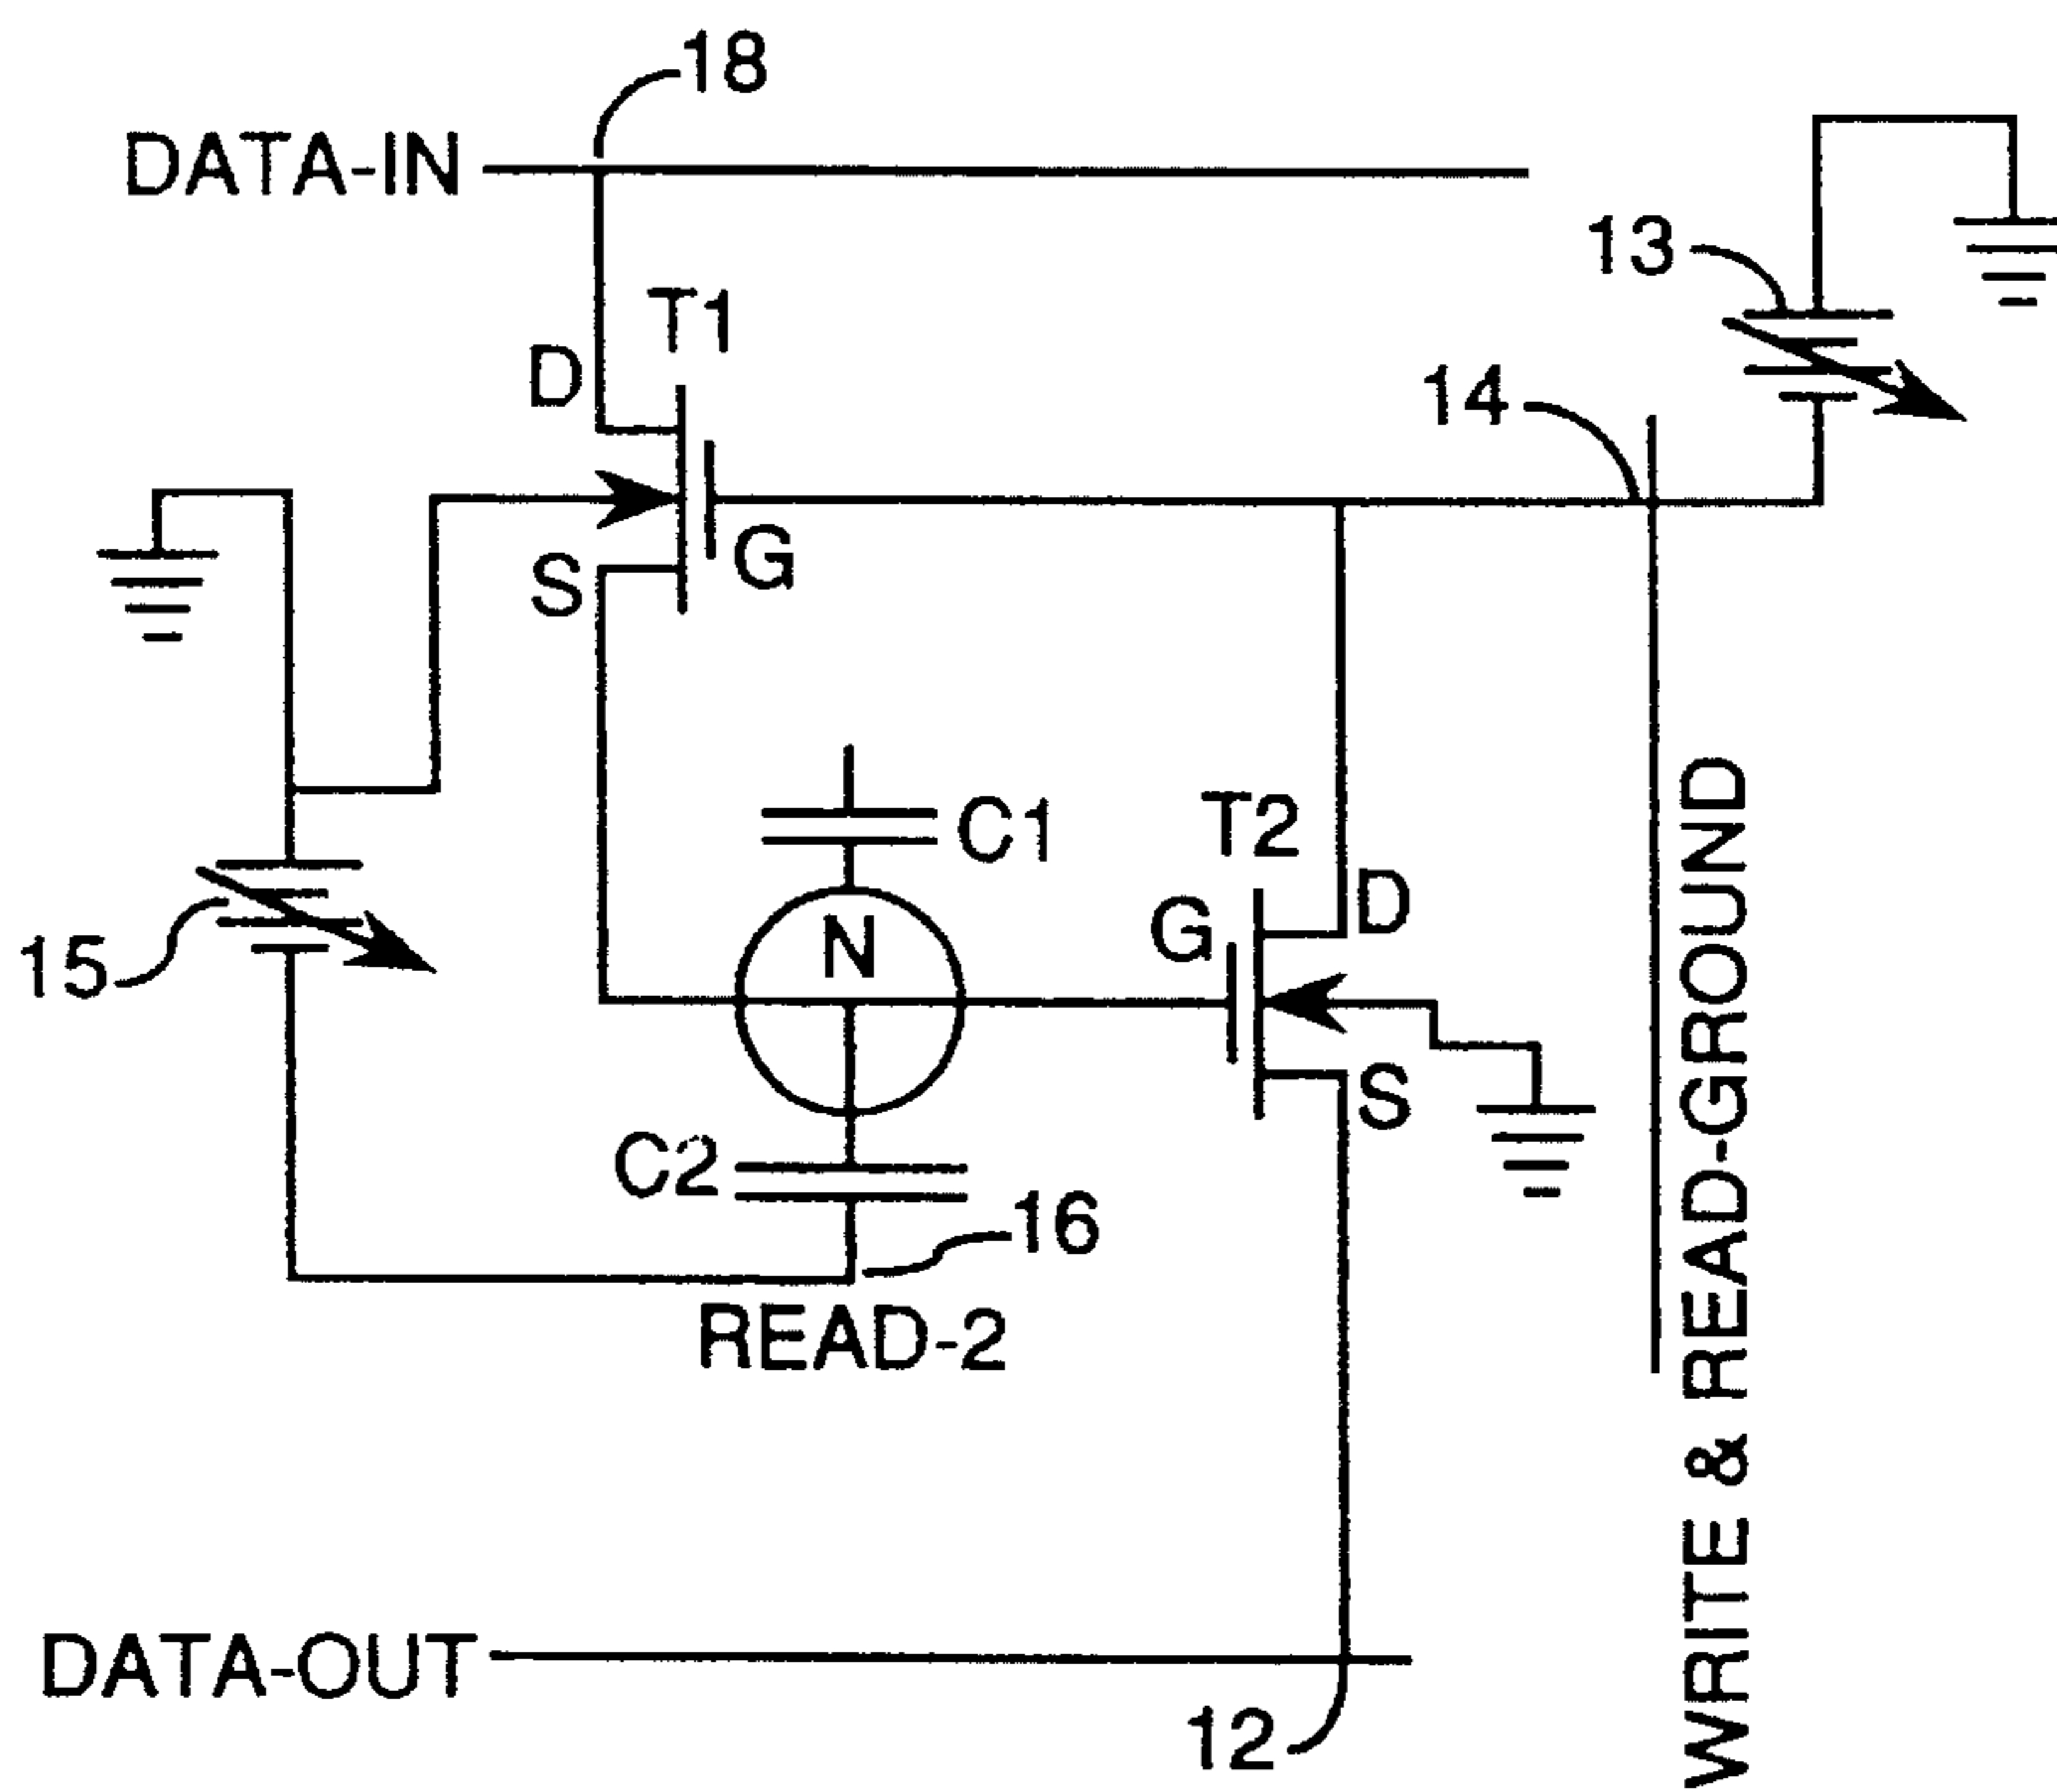 18
DATA-IN
13
T1
D
14
S
G
C1
T2
N
G
D
15
S
C2
16
READ-2
WRITE & READ-GROUND
DATA-OUT
12